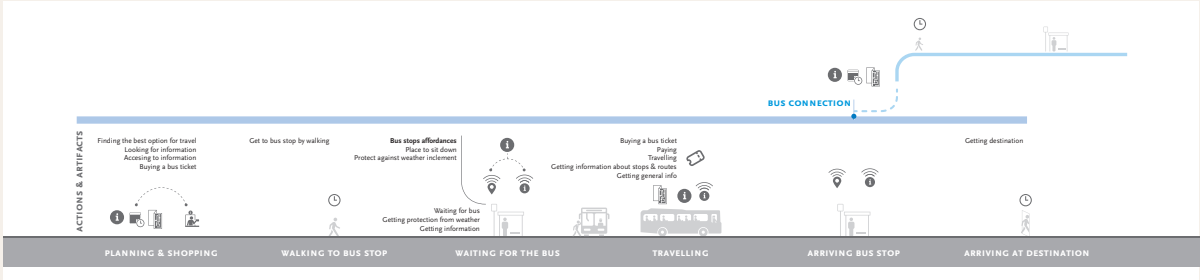 BUS CONNECTION
ACTIONS & ARTIFACTS
Finding the best option for travel
Looking for information
Accesing to information
Buying a bus ticket
Get to bus stop by walking
Bus stops affordances
Place to sit down
Protect against weather inclement
Waiting for bus
Getting protection from weather
Getting information
Buying a bus ticket
Paying
Travelling
Getting information about stops & routes
Getting general info
Getting destination
PLANNING & SHOPPING
WALKING TO BUS STOP
WAITING FOR THE BUS
TRAVELLING
ARRIVING BUS STOP
ARRIVING AT DESTINATION